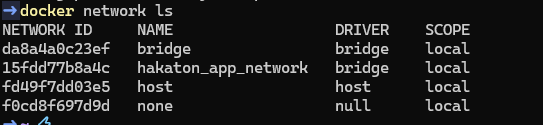 →docker network ls
NETWORK ID     NAME                  DRIVER    SCOPE
da8a4a0c23ef   bridge                bridge    local
15fdd77b8a4c   hakaton_app_network   bridge    local
fd49f7dd03e5   host                  host      local
f0cd8f697d9d   none                  null      local
→~